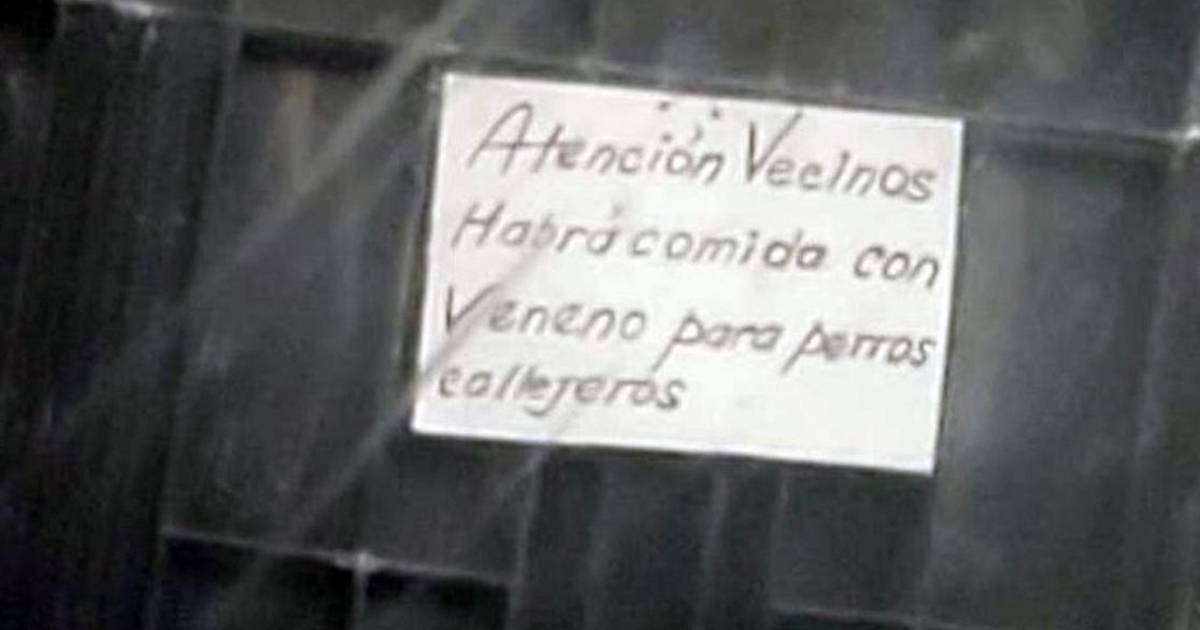 Atención Vecinos
Habrá comida con
Veneno para perros
callejeros